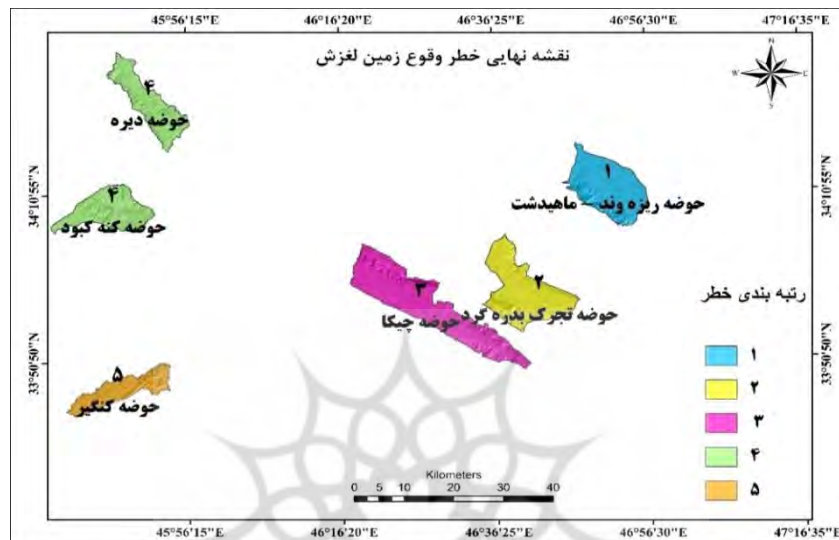 45°56'15"E 46°16'20"E 46°36'25"E 46°56'30"E 47°16'35"E
نقشه نهایی خطر وقوع زمین لغزش
N
W E
S
۴
حوضه دیره
34°10'55"N
۴
حوضه کنه کبود
۱
حوضه ریزه وند - ماهیدشت
34°10'55"N
۳
حوضه چیکا
۲
حوضه تجرک بدره گرد
رتبه بندی خطر
۱
۲
۳
۴
۵
33°50'50"N
۵
حوضه کنگیر
33°50'50"N
Kilometers
0 5 10 20 30 40
45°56'15"E 46°16'20"E 46°36'25"E 46°56'30"E 47°16'35"E